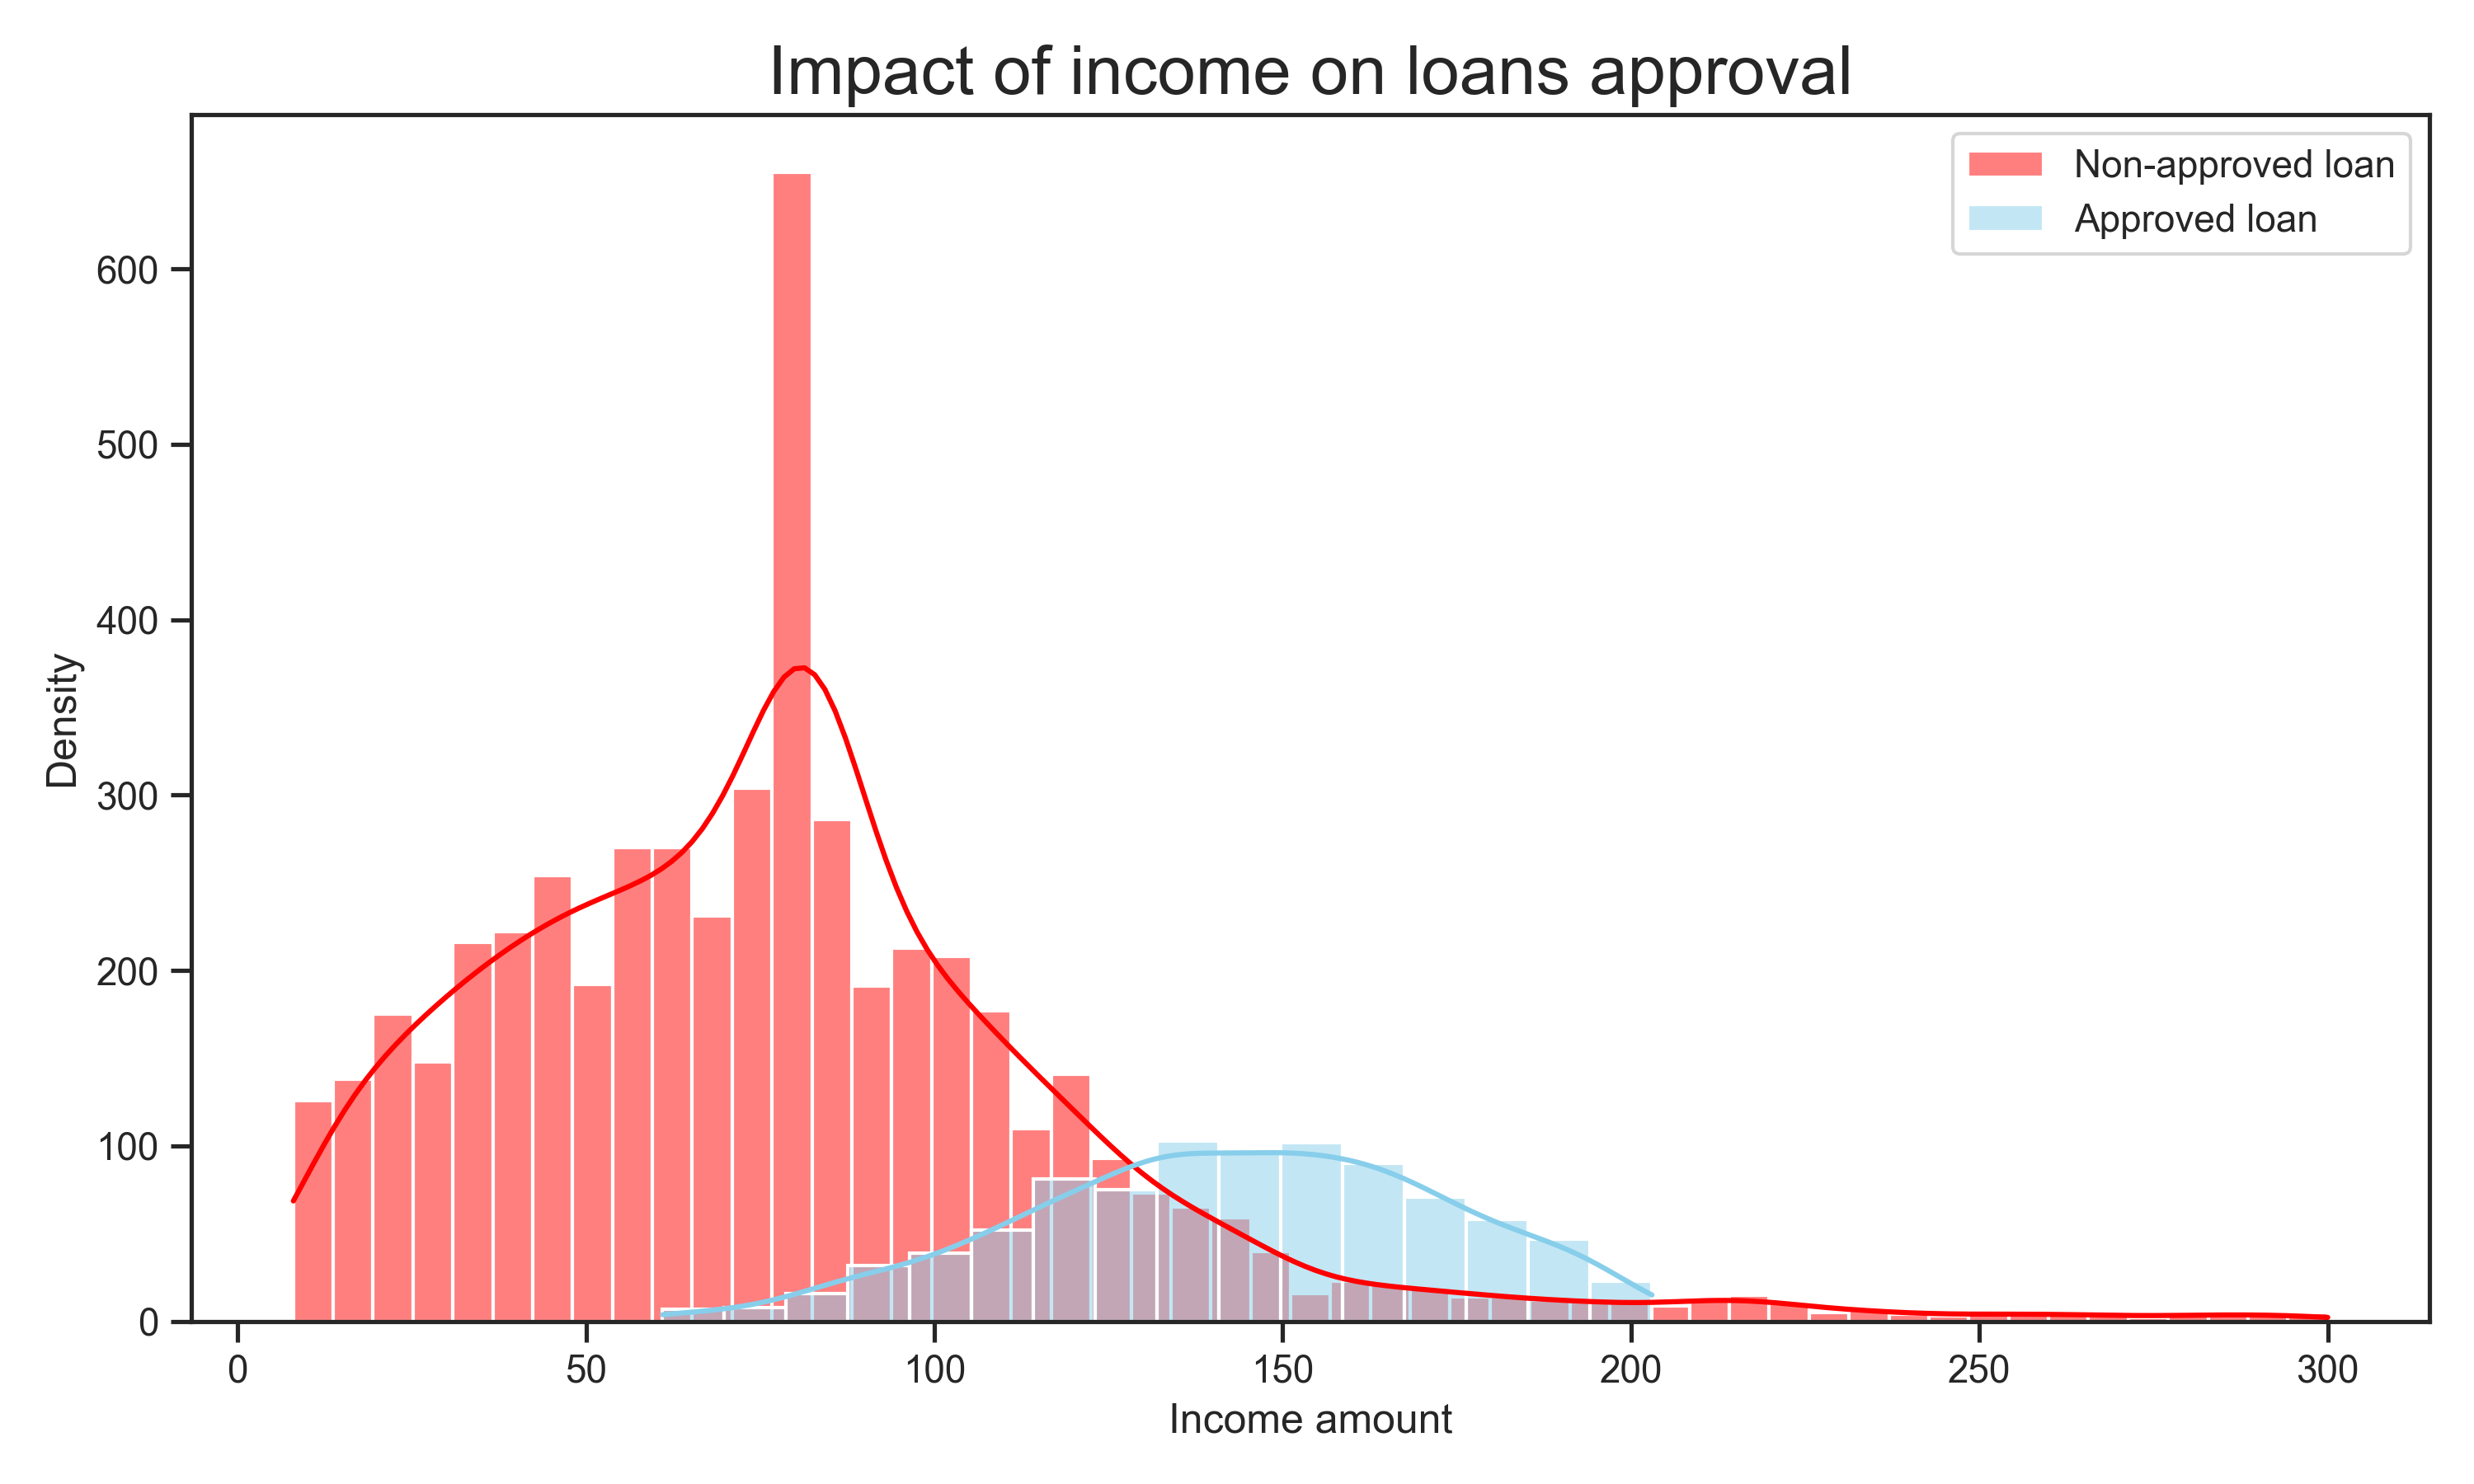 Impact of income on loans approval
Non-approved loan
Approved loan
600
500
400
300
200
100
0
Density
0 50 100 150 200 250 300
Income amount